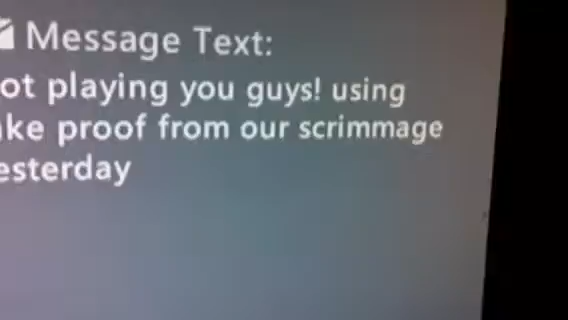 Message Text:
ot playing you guys! using
ke proof from our scrimmage
esterday